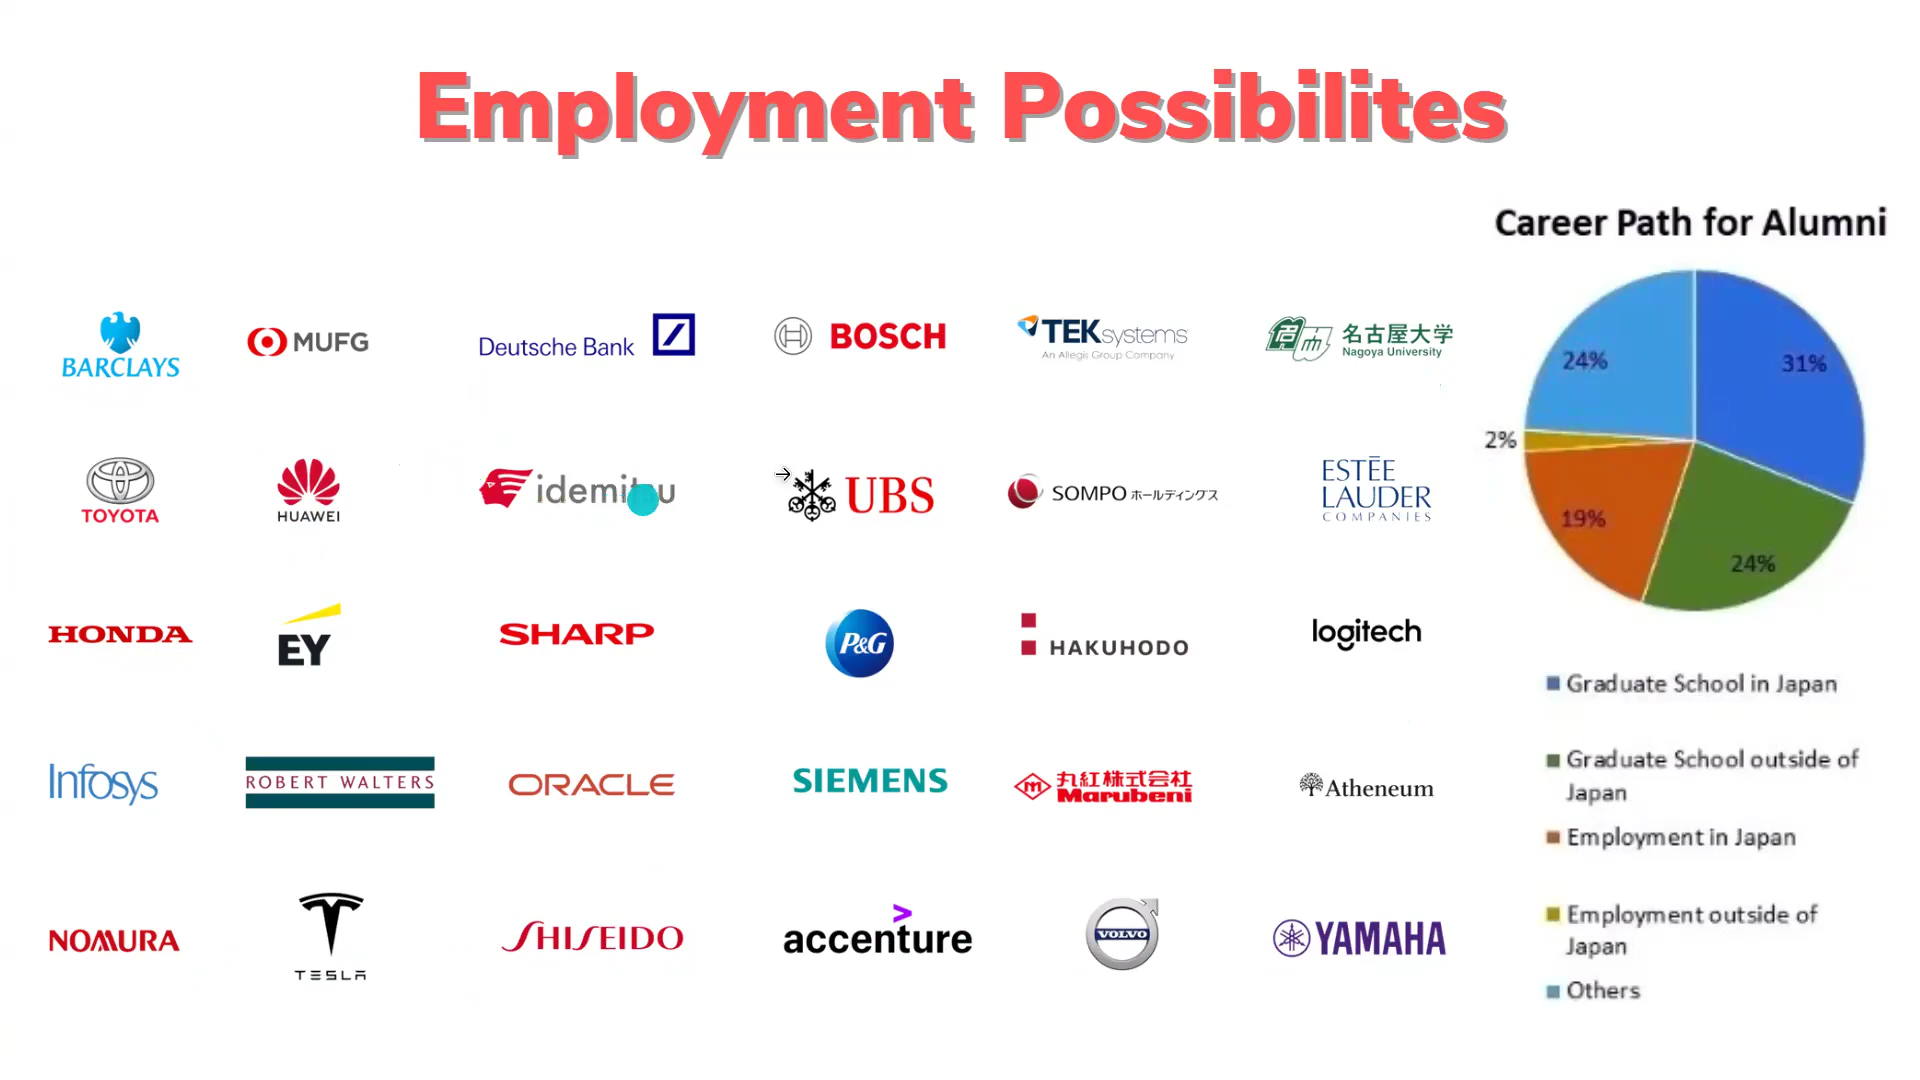 Employment Possibilites
Career Path for Alumni
BARCLAYS
MUFG
Deutsche Bank
BOSCH
TEKsystems
An Allegis Group Company
名古屋大学
Nagoya University
TOYOTA
HUAWEI
UBS
SOMPO ホールディングス
ESTĒE
LAUDER
COMPANIES
HONDA
EY
SHARP
P&G
HAKUHODO
logitech
Infosys
ROBERT WALTERS
ORACLE
SIEMENS
丸紅株式会社
Marubeni
Atheneum
NOMURA
TESLA
SHISEIDO
>
accenture
VOLVO
YAMAHA
24%
31%
2%
19%
24%
Graduate School in Japan
Graduate School outside of
Japan
Employment in Japan
Employment outside of
Japan
Others